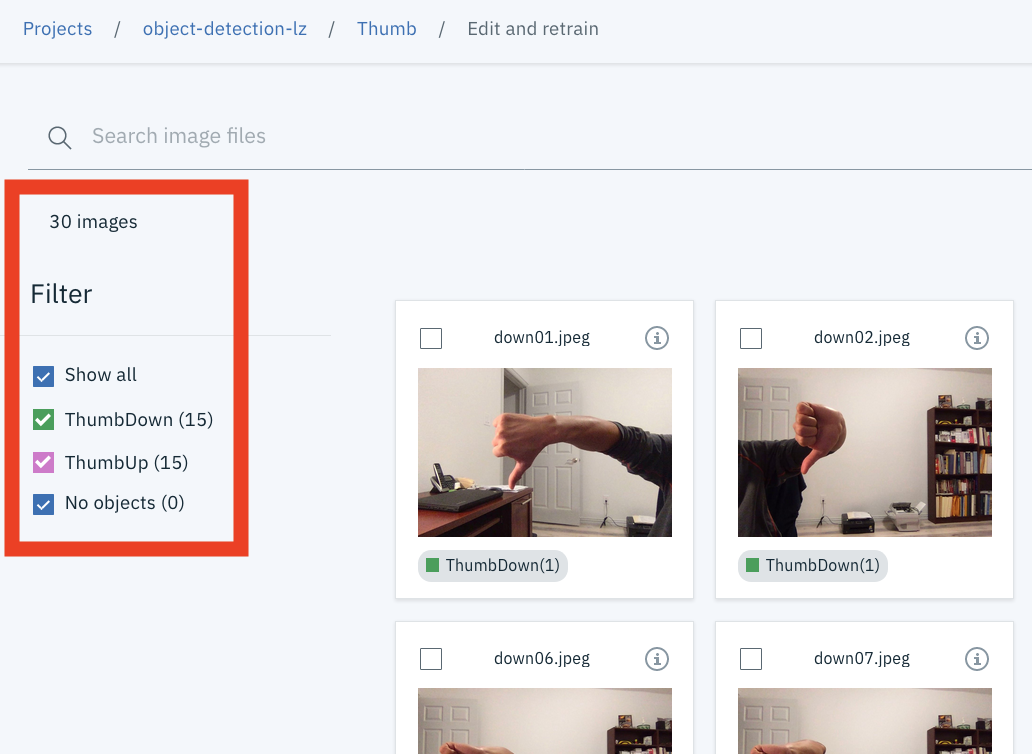 Projects / object-detection-lz / Thumb / Edit and retrain
Search image files
30 images
Filter
Show all
ThumbDown (15)
ThumbUp (15)
No objects (0)
down01.jpeg
ThumbDown(1)
down02.jpeg
ThumbDown(1)
down06.jpeg
down07.jpeg